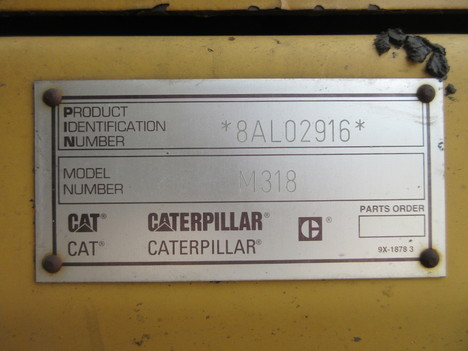 PRODUCT
IDENTIFICATION
NUMBER
*8AL02916*
MODEL
NUMBER
M318
CAT® CATERPILLAR® C
CAT® CATERPILLAR®
PARTS ORDER
9X-1878 3